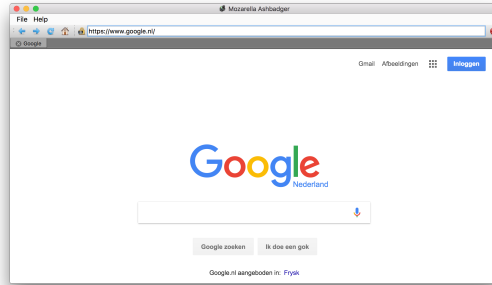 Mozarella Ashbadger
File Help
https://www.google.nl/
Google
Gmail Afbeeldingen Inloggen
Google
Nederland
Google zoeken Ik doe een gok
Google.nl aangeboden in: Frysk